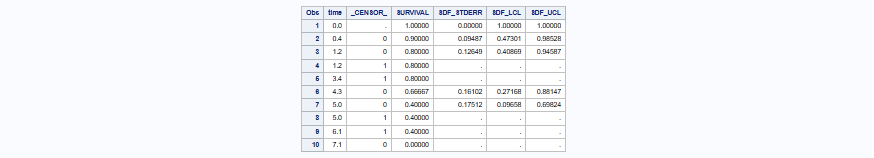 Obs time _CENSOR_ SURVIVAL SDF_STDERR SDF_LCL SDF_UCL
1 0.0 . 1.00000 0.00000 1.00000 1.00000
2 0.4 0 0.90000 0.09487 0.47301 0.98528
3 1.2 0 0.80000 0.12649 0.40869 0.94587
4 1.2 1 0.80000 . . .
5 3.4 1 0.80000 . . .
6 4.3 0 0.66667 0.16102 0.27168 0.88147
7 5.0 0 0.40000 0.17512 0.09658 0.69824
8 5.0 1 0.40000 . . .
9 6.1 1 0.40000 . . .
10 7.1 0 0.00000 . . .